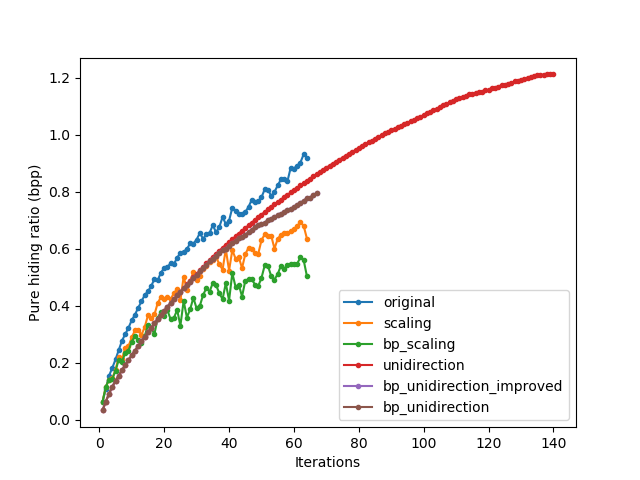 Pure hiding ratio (bpp)
1.2
1.0
0.8
0.6
0.4
0.2
0.0
original
scaling
bp_scaling
unidirection
bp_unidirection_improved
bp_unidirection
0 20 40 60 80 100 120 140
Iterations